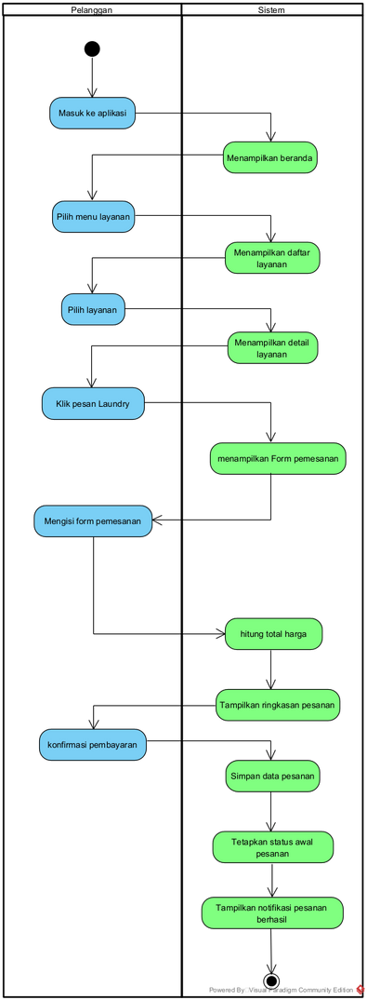 Pelanggan
Sistem
Masuk ke aplikasi
Menampilkan beranda
Pilih menu layanan
Menampilkan daftar
layanan
Pilih layanan
Menampilkan detail
layanan
Klik pesan Laundry
menampilkan Form pemesanan
Mengisi form pemesanan
hitung total harga
Tampilkan ringkasan pesanan
konfirmasi pembayaran
Simpan data pesanan
Tetapkan status awal
pesanan
Tampilkan notifikasi pesanan
berhasil
Powered By: Visual Paradigm Community Edition